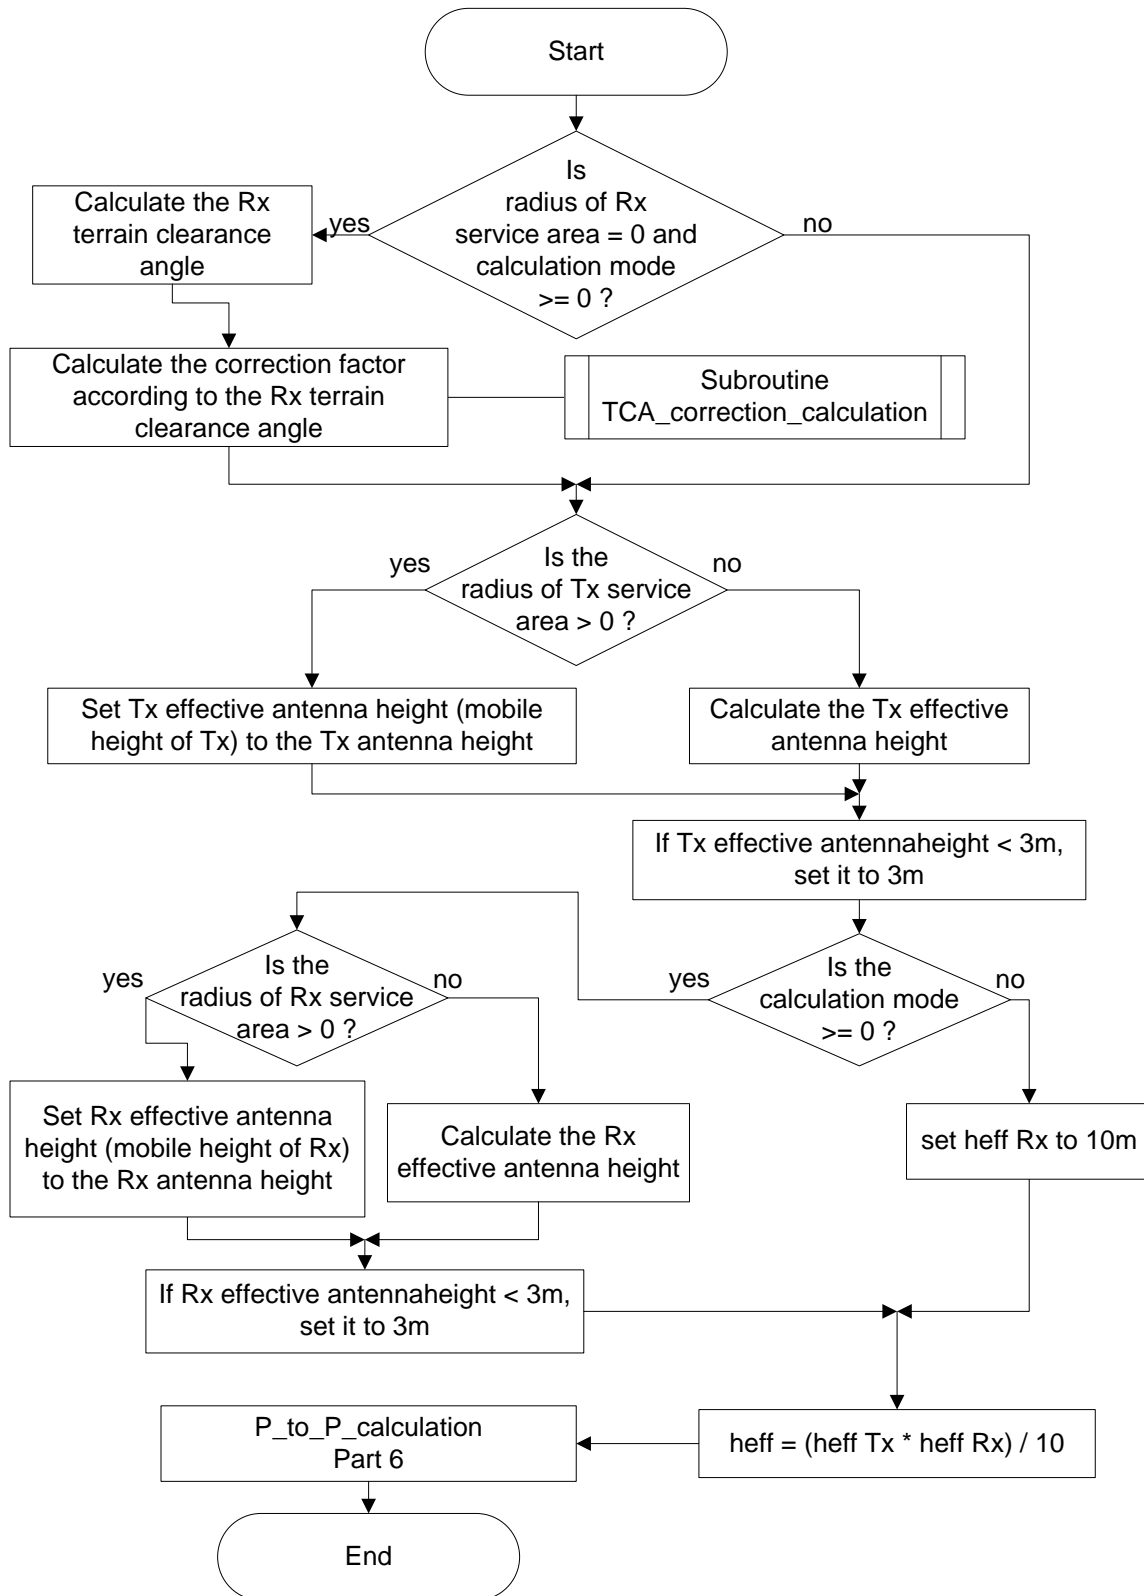 Start
Is
radius of Rx
service area = 0 and
calculation mode
>= 0 ?
yes
no
Calculate the Rx
terrain clearance
angle
Calculate the correction factor
according to the Rx terrain
clearance angle
Subroutine
TCA_correction_calculation
Is the
radius of Tx service
area > 0 ?
yes
no
Set Tx effective antenna height (mobile
height of Tx) to the Tx antenna height
Calculate the Tx effective
antenna height
If Tx effective antennaheight < 3m,
set it to 3m
Is the
calculation mode
>= 0 ?
yes
no
Is the
radius of Rx service
area > 0 ?
yes
no
Set Rx effective antenna
height (mobile height of Rx)
to the Rx antenna height
Calculate the Rx
effective antenna height
set heff Rx to 10m
If Rx effective antennaheight < 3m,
set it to 3m
heff = (heff Tx * heff Rx) / 10
P_to_P_calculation
Part 6
End